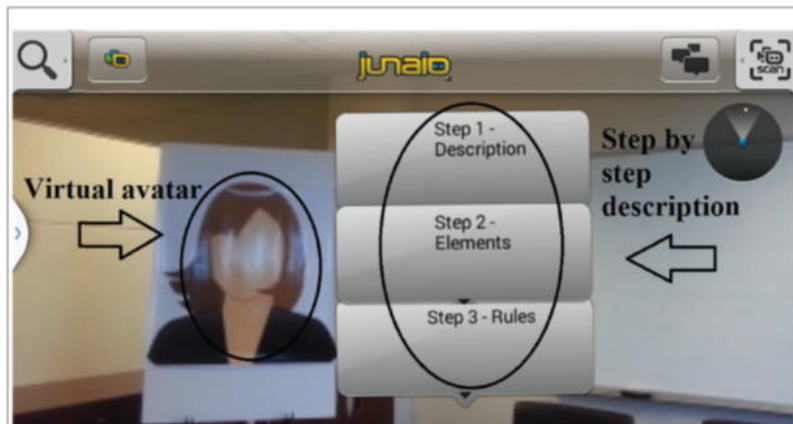 junaio
scan
Step 1 -
Description
Step by
step
description
Virtual avatar
Step 2 -
Elements
Step 3 - Rules